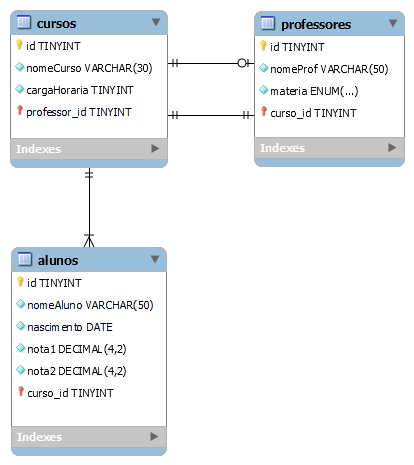 cursos
id TINYINT
nomeCurso VARCHAR(30)
cargaHoraria TINYINT
professor_id TINYINT
Indexes
professores
id TINYINT
nomeProf VARCHAR(50)
materia ENUM(...)
curso_id TINYINT
Indexes
alunos
id TINYINT
nomeAluno VARCHAR(50)
nascimento DATE
nota1 DECIMAL(4,2)
nota2 DECIMAL(4,2)
curso_id TINYINT
Indexes